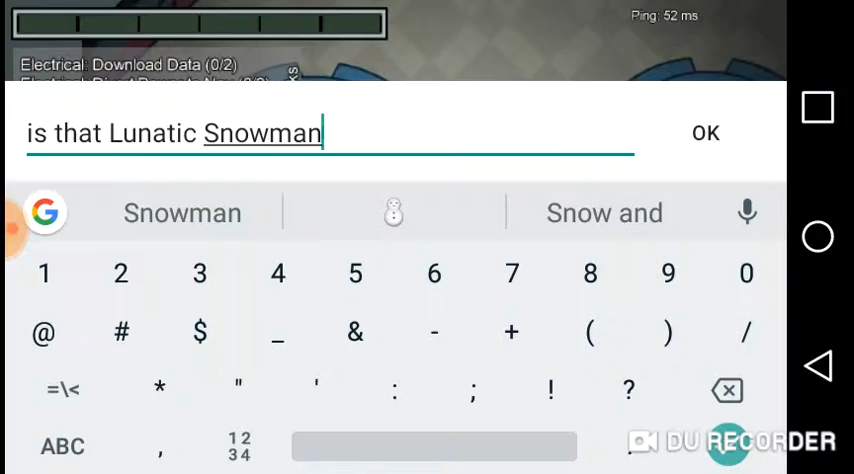 Ping: 52 ms
Electrical: Download Data (0/2)
is that Lunatic Snowman
OK
Snowman
Snow and
1 2 3 4 5 6 7 8 9 0
@ # $ _ & - + ( ) /
=\< * " ' : ; ! ?
ABC , 12 34 .
DU RECORDER